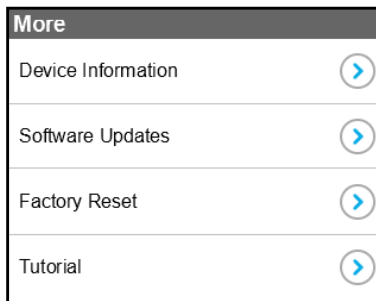 More
Device Information
Software Updates
Factory Reset
Tutorial